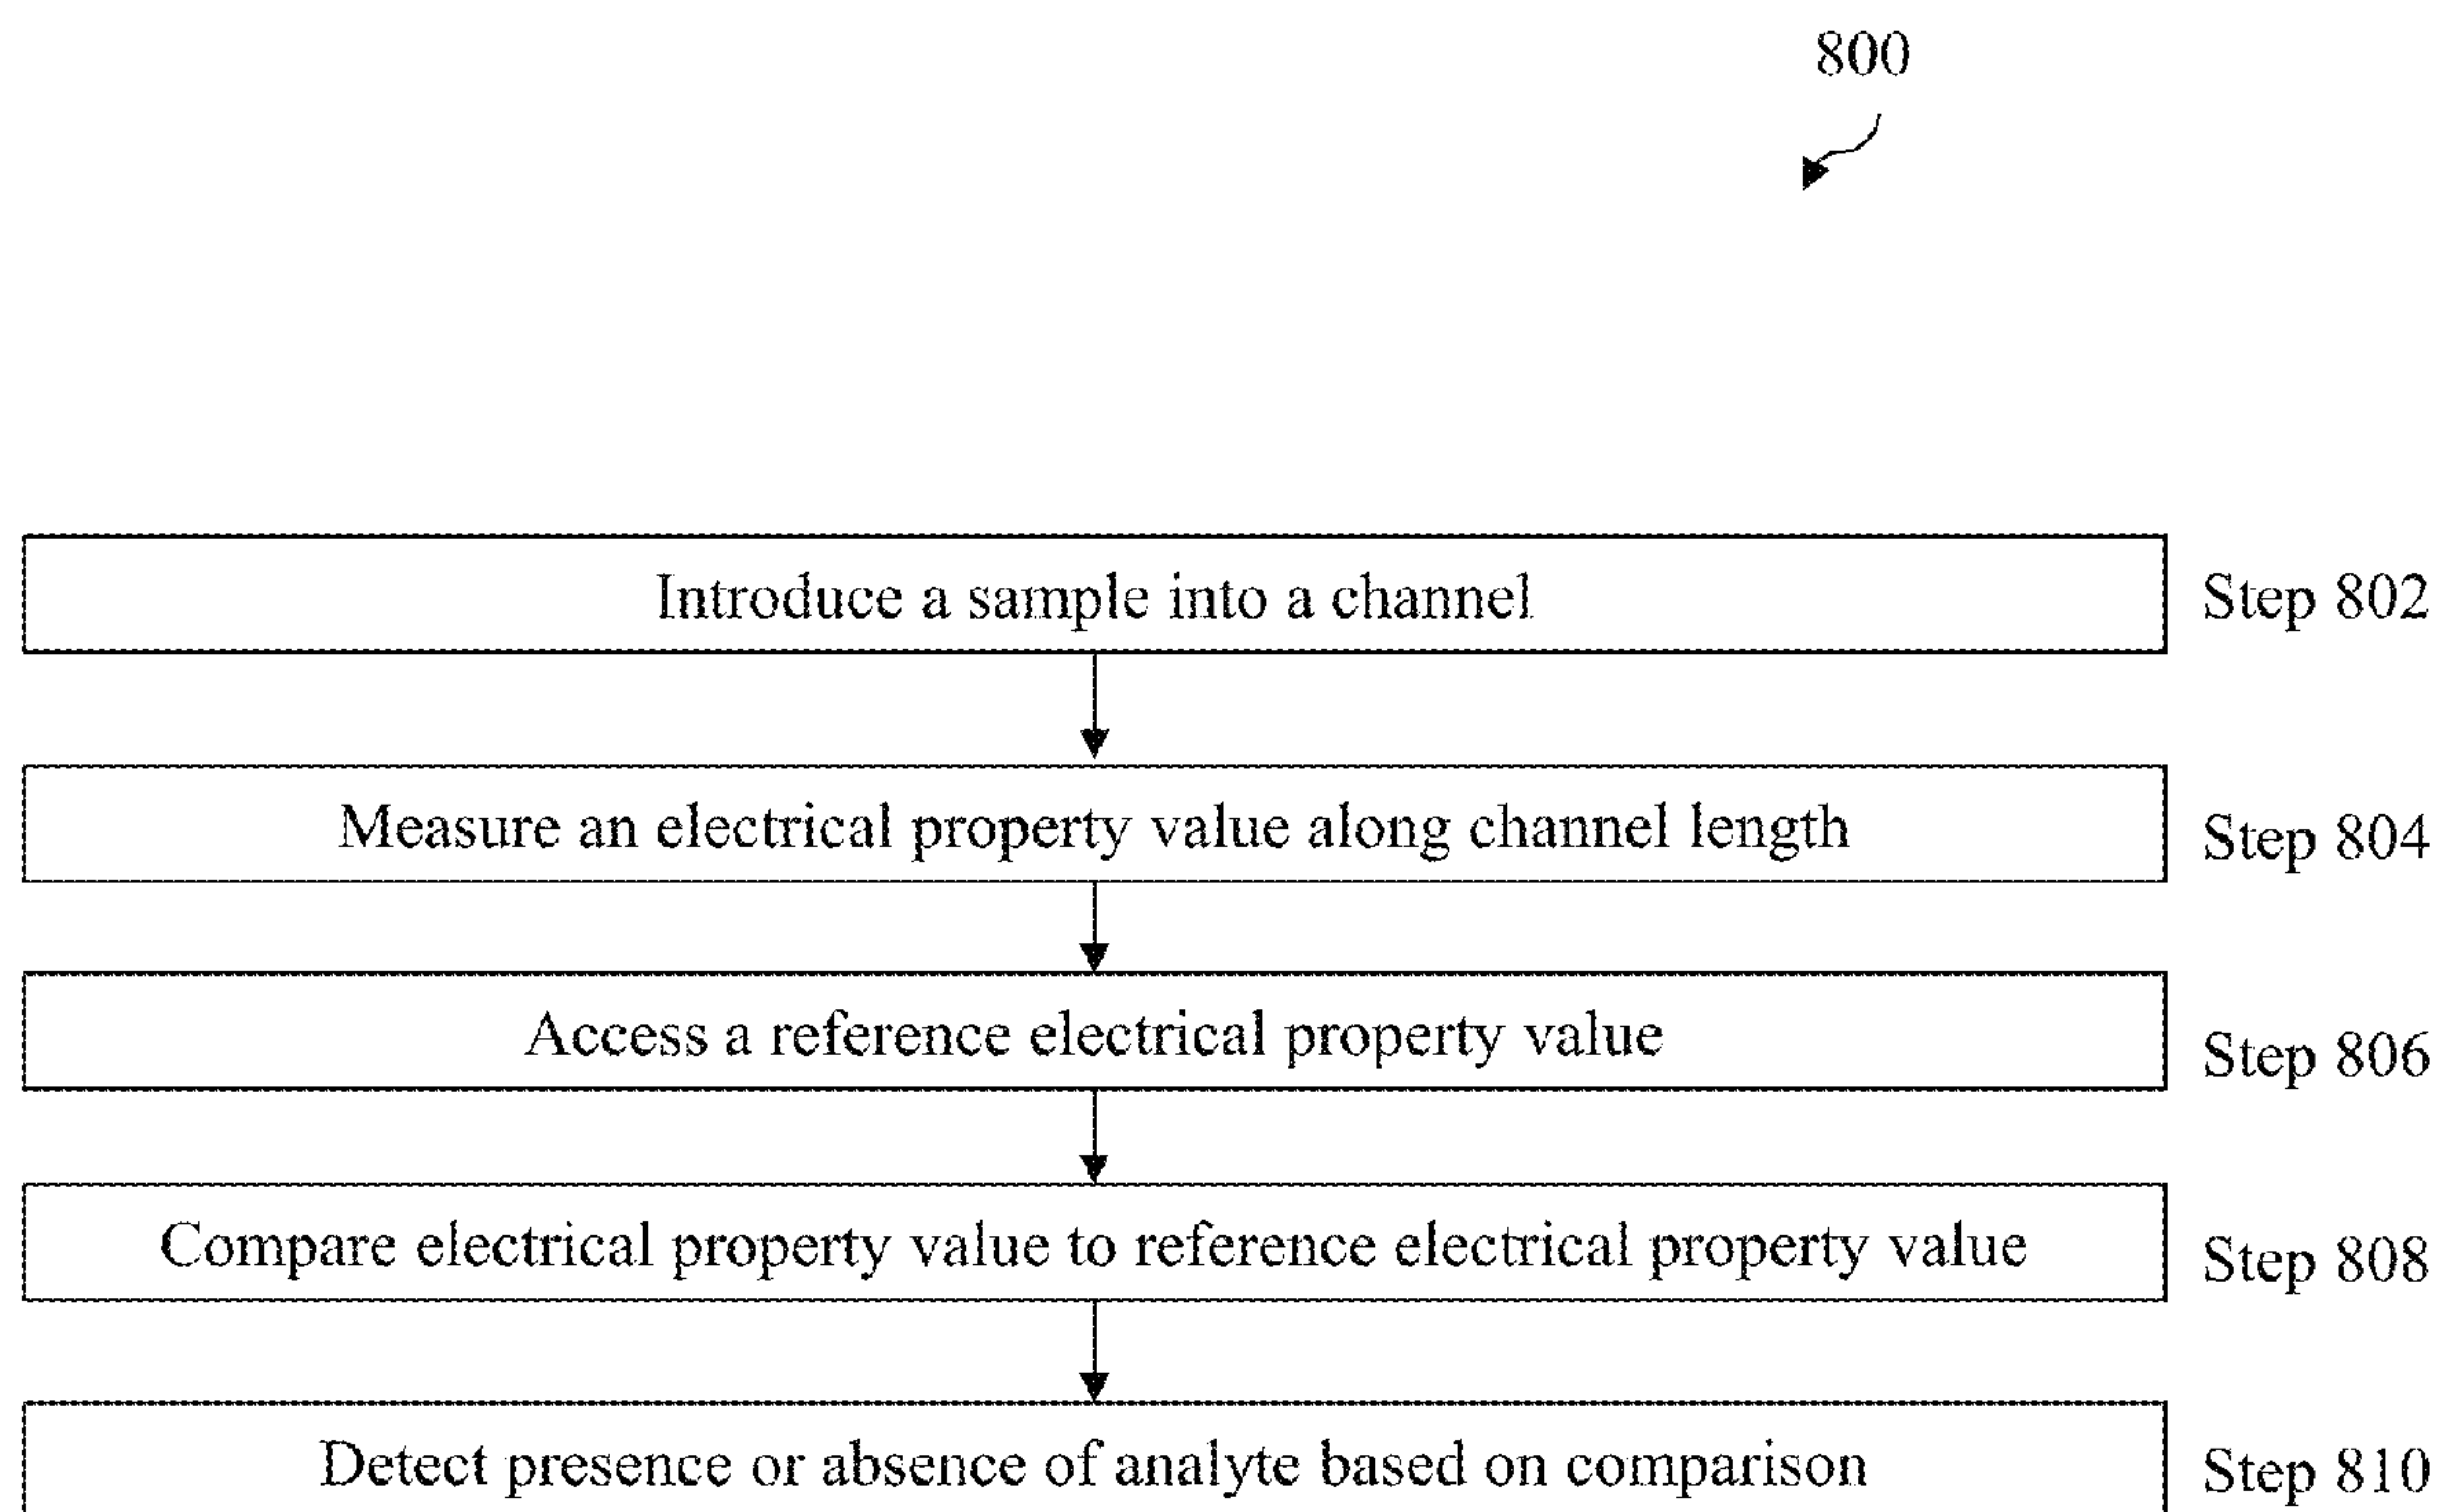 800
Introduce a sample into a channel Step 802
Measure an electrical property value along channel length Step 804
Access a reference electrical property value Step 806
Compare electrical property value to reference electrical property value Step 808
Detect presence or absence of analyte based on comparison Step 810